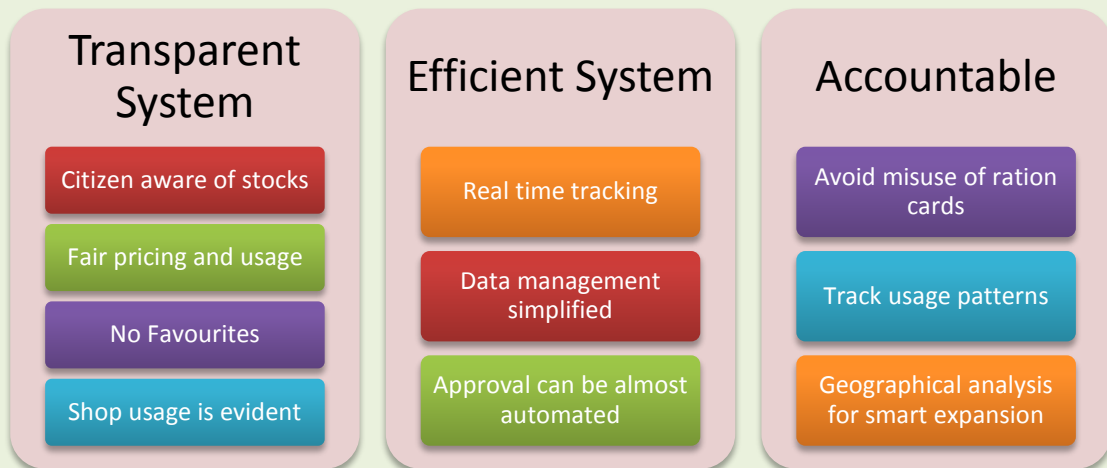 Transparent
System
Citizen aware of stocks
Fair pricing and usage
No Favourites
Shop usage is evident
Efficient System
Real time tracking
Data management
simplified
Approval can be almost
automated
Accountable
Avoid misuse of ration
cards
Track usage patterns
Geographical analysis
for smart expansion